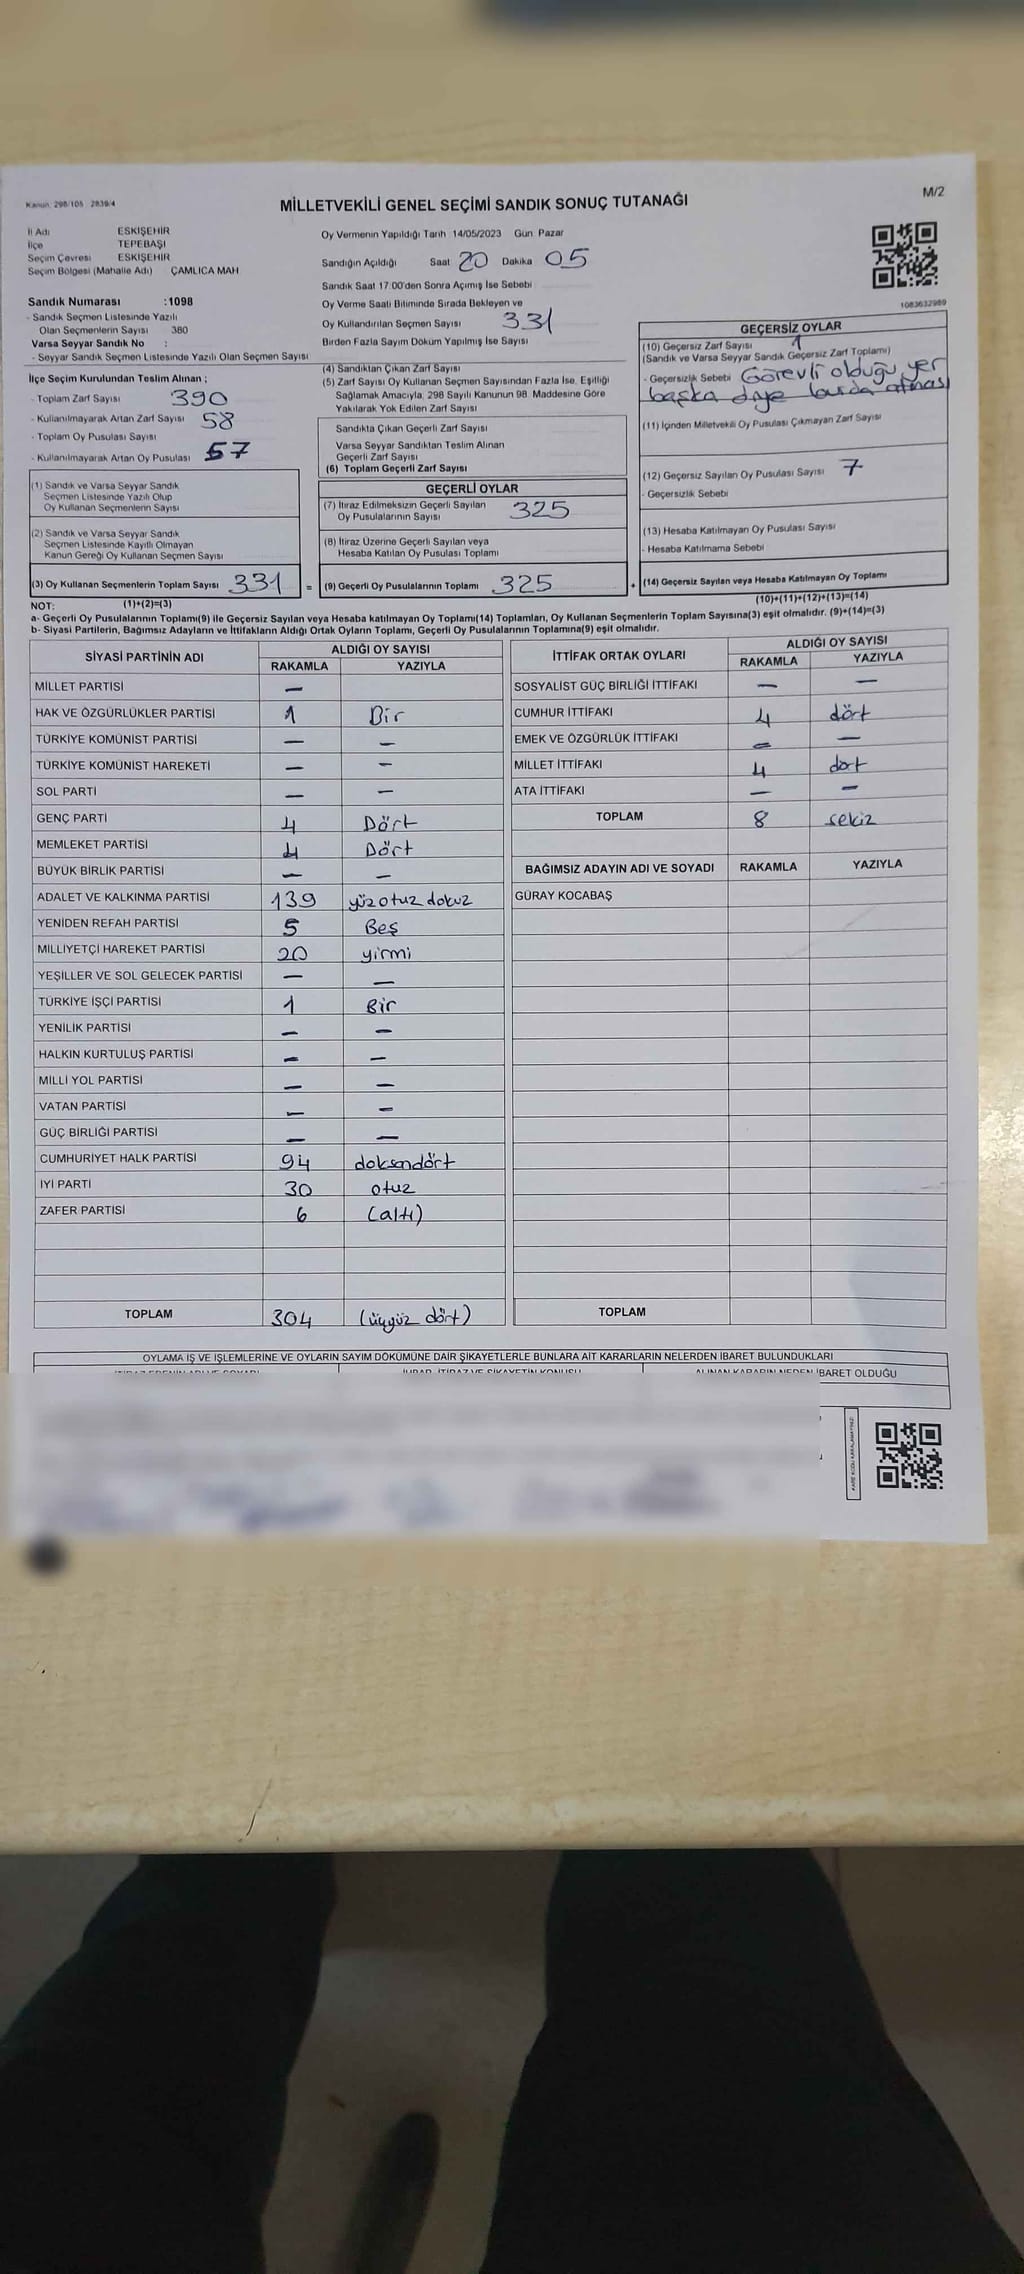 Kanun 298/105 2839/4
MİLLETVEKİLİ GENEL SEÇİMİ SANDIK SONUÇ TUTANAĞI
M/2
İl Adı ESKIŞEHİR
İlçe TEPEBAŞI
Seçim Çevresi ESKIŞEHİR
Seçim Bölgesi (Mahalle Adı) ÇAMLICA MAH
Sandık Numarası :1098
- Sandık Seçmen Listesinde Yazılı
Olan Seçmenlerin Sayısı 380
Varsa Seyyar Sandık No :
- Seyyar Sandık Seçmen Listesinde Yazılı Olan Seçmen Sayısı
İlçe Seçim Kurulundan Teslim Alınan ;
- Toplam Zarf Sayısı 390
- Kullanılmayarak Artan Zarf Sayısı 58
- Toplam Oy Pusulası Sayısı
- Kullanılmayarak Artan Oy Pusulası 57
(1) Sandık ve Varsa Seyyar Sandık
Seçmen Listesinde Yazılı Olup
Oy Kullanan Seçmenlerin Sayısı
(2) Sandık ve Varsa Seyyar Sandık
Seçmen Listesinde Kayıtlı Olmayan
Kanun Gereği Oy Kullanan Seçmen Sayısı
(3) Oy Kullanan Seçmenlerin Toplam Sayısı 331 =
Oy Vermenin Yapıldığı Tarih 14/05/2023 Gün Pazar
Sandığın Açıldığı Saat 20 Dakika 05
Sandık Saat 17:00'den Sonra Açımış İse Sebebi
Oy Verme Saati Bitiminde Sırada Bekleyen ve
Oy Kullandırılan Seçmen Sayısı 331
Birden Fazla Sayım Döküm Yapılmış İse Sayısı
(4) Sandıktan Çıkan Zarf Sayısı
(5) Zarf Sayısı Oy Kullanan Seçmen Sayısından Fazla İse, Eşitliği
Sağlamak Amacıyla, 298 Sayılı Kanunun 98. Maddesine Göre
Yakılarak Yok Edilen Zarf Sayısı
Sandıkta Çıkan Geçerli Zarf Sayısı
Varsa Seyyar Sandıktan Teslim Alınan
Geçerli Zarf Sayısı
(6) Toplam Geçerli Zarf Sayısı
GEÇERLİ OYLAR
(7) İtiraz Edilmeksizin Geçerli Sayılan
Oy Pusulalarının Sayısı 325
(8) İtiraz Üzerine Geçerli Sayılan veya
Hesaba Katılan Oy Pusulası Toplamı
(9) Geçerli Oy Pusulalarının Toplamı 325 +
1083632989
GEÇERSİZ OYLAR
(10) Geçersiz Zarf Sayısı 1
(Sandık ve Varsa Seyyar Sandık Geçersiz Zarf Toplamı)
- Geçersizlik Sebebi Görevli olduğu yer
başka diye burda atması
(11) İçinden Milletvekili Oy Pusulası Çıkmayan Zarf Sayısı
(12) Geçersiz Sayılan Oy Pusulası Sayısı 7
- Geçersizlik Sebebi
(13) Hesaba Katılmayan Oy Pusulası Sayısı
- Hesaba Katılmama Sebebi
(14) Geçersiz Sayılan veya Hesaba Katılmayan Oy Toplamı
NOT: (1)+(2)=(3) (10)+(11)+(12)+(13)=(14)
a- Geçerli Oy Pusulalarının Toplamı(9) ile Geçersiz Sayılan veya Hesaba katılmayan Oy Toplamı(14) Toplamları, Oy Kullanan Seçmenlerin Toplam Sayısına(3) eşit olmalıdır. (9)+(14)=(3)
b- Siyasi Partilerin, Bağımsız Adayların ve İttifakların Aldığı Ortak Oyların Toplamı, Geçerli Oy Pusulalarının Toplamına(9) eşit olmalıdır.
SİYASİ PARTİNİN ADI ALDIĞI OY SAYISI
RAKAMLA YAZIYLA
MİLLET PARTİSİ —
HAK VE ÖZGÜRLÜKLER PARTİSİ 1 Bir
TÜRKİYE KOMÜNİST PARTİSİ — —
TÜRKİYE KOMÜNİST HAREKETİ — —
SOL PARTİ — —
GENÇ PARTİ 4 Dört
MEMLEKET PARTİSİ 4 Dört
BÜYÜK BİRLİK PARTİSİ — —
ADALET VE KALKINMA PARTİSİ 139 yüzotuz dokuz
YENİDEN REFAH PARTİSİ 5 Beş
MİLLİYETÇİ HAREKET PARTİSİ 20 yirmi
YEŞİLLER VE SOL GELECEK PARTİSİ — —
TÜRKİYE İŞÇİ PARTİSİ 1 Bir
YENİLİK PARTİSİ — —
HALKIN KURTULUŞ PARTİSİ — —
MİLLİ YOL PARTİSİ — —
VATAN PARTİSİ — —
GÜÇ BİRLİĞİ PARTİSİ — —
CUMHURİYET HALK PARTİSİ 94 doksandört
İYİ PARTİ 30 otuz
ZAFER PARTİSİ 6 (altı)
TOPLAM 304 (üçyüz dört)
İTTİFAK ORTAK OYLARI ALDIĞI OY SAYISI
RAKAMLA YAZIYLA
SOSYALİST GÜÇ BİRLİĞİ İTTİFAKI — —
CUMHUR İTTİFAKI 4 dört
EMEK VE ÖZGÜRLÜK İTTİFAKI — —
MİLLET İTTİFAKI 4 dört
ATA İTTİFAKI — —
TOPLAM 8 sekiz
BAĞIMSIZ ADAYIN ADI VE SOYADI RAKAMLA YAZIYLA
GÜRAY KOCABAŞ
TOPLAM
OYLAMA İŞ VE İŞLEMLERİNE VE OYLARIN SAYIM DÖKÜMÜNE DAİR ŞİKAYETLERLE BUNLARA AİT KARARLARIN NELERDEN İBARET BULUNDUKLARI
ALINAN KARARIN NEDEN İBARET OLDUĞU